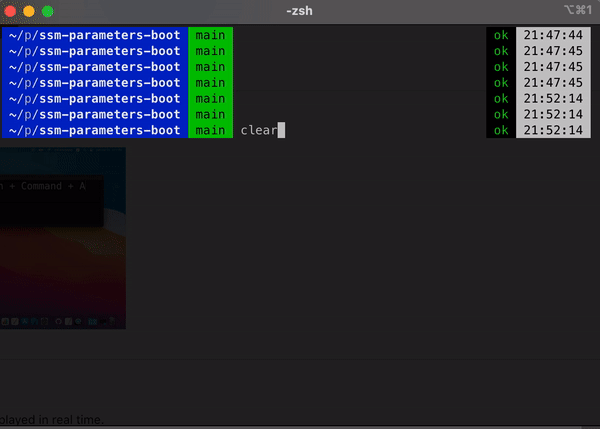 -zsh ⌥⌘1
~/p/ssm-parameters-boot main ok 21:47:44
~/p/ssm-parameters-boot main ok 21:47:45
~/p/ssm-parameters-boot main ok 21:47:45
~/p/ssm-parameters-boot main ok 21:47:45
~/p/ssm-parameters-boot main ok 21:52:14
~/p/ssm-parameters-boot main ok 21:52:14
~/p/ssm-parameters-boot main clear ok 21:52:14
+ Command + A
played in real time.